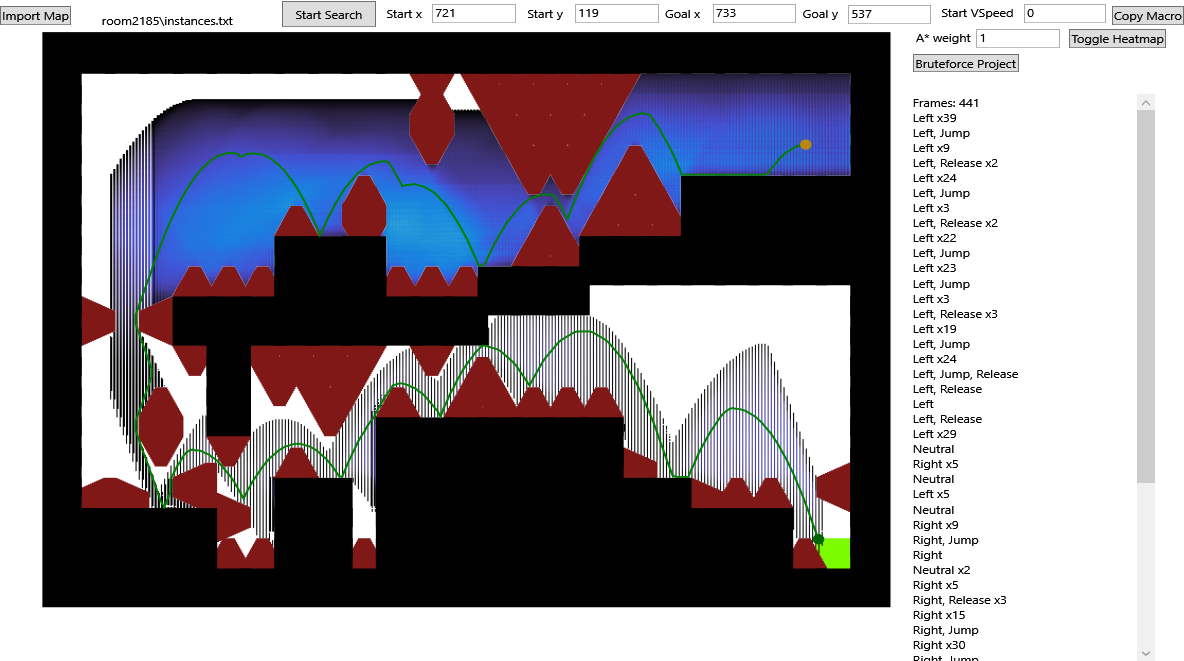 Import Map
room2185\instances.txt
Start Search
Start x 721
Start y 119
Goal x 733
Goal y 537
Start VSpeed 0
Copy Macro
A* weight 1
Toggle Heatmap
Bruteforce Project
Frames: 441
Left x39
Left, Jump
Left x9
Left, Release x2
Left x24
Left, Jump
Left x3
Left, Release x2
Left x22
Left, Jump
Left x23
Left, Jump
Left x3
Left, Release x3
Left x19
Left, Jump
Left x24
Left, Jump, Release
Left, Release
Left
Left, Release
Left x29
Neutral
Right x5
Neutral
Left x5
Neutral
Right x9
Right, Jump
Right
Neutral x2
Right x5
Right, Release x3
Right x15
Right, Jump
Right x30
Right, Jump